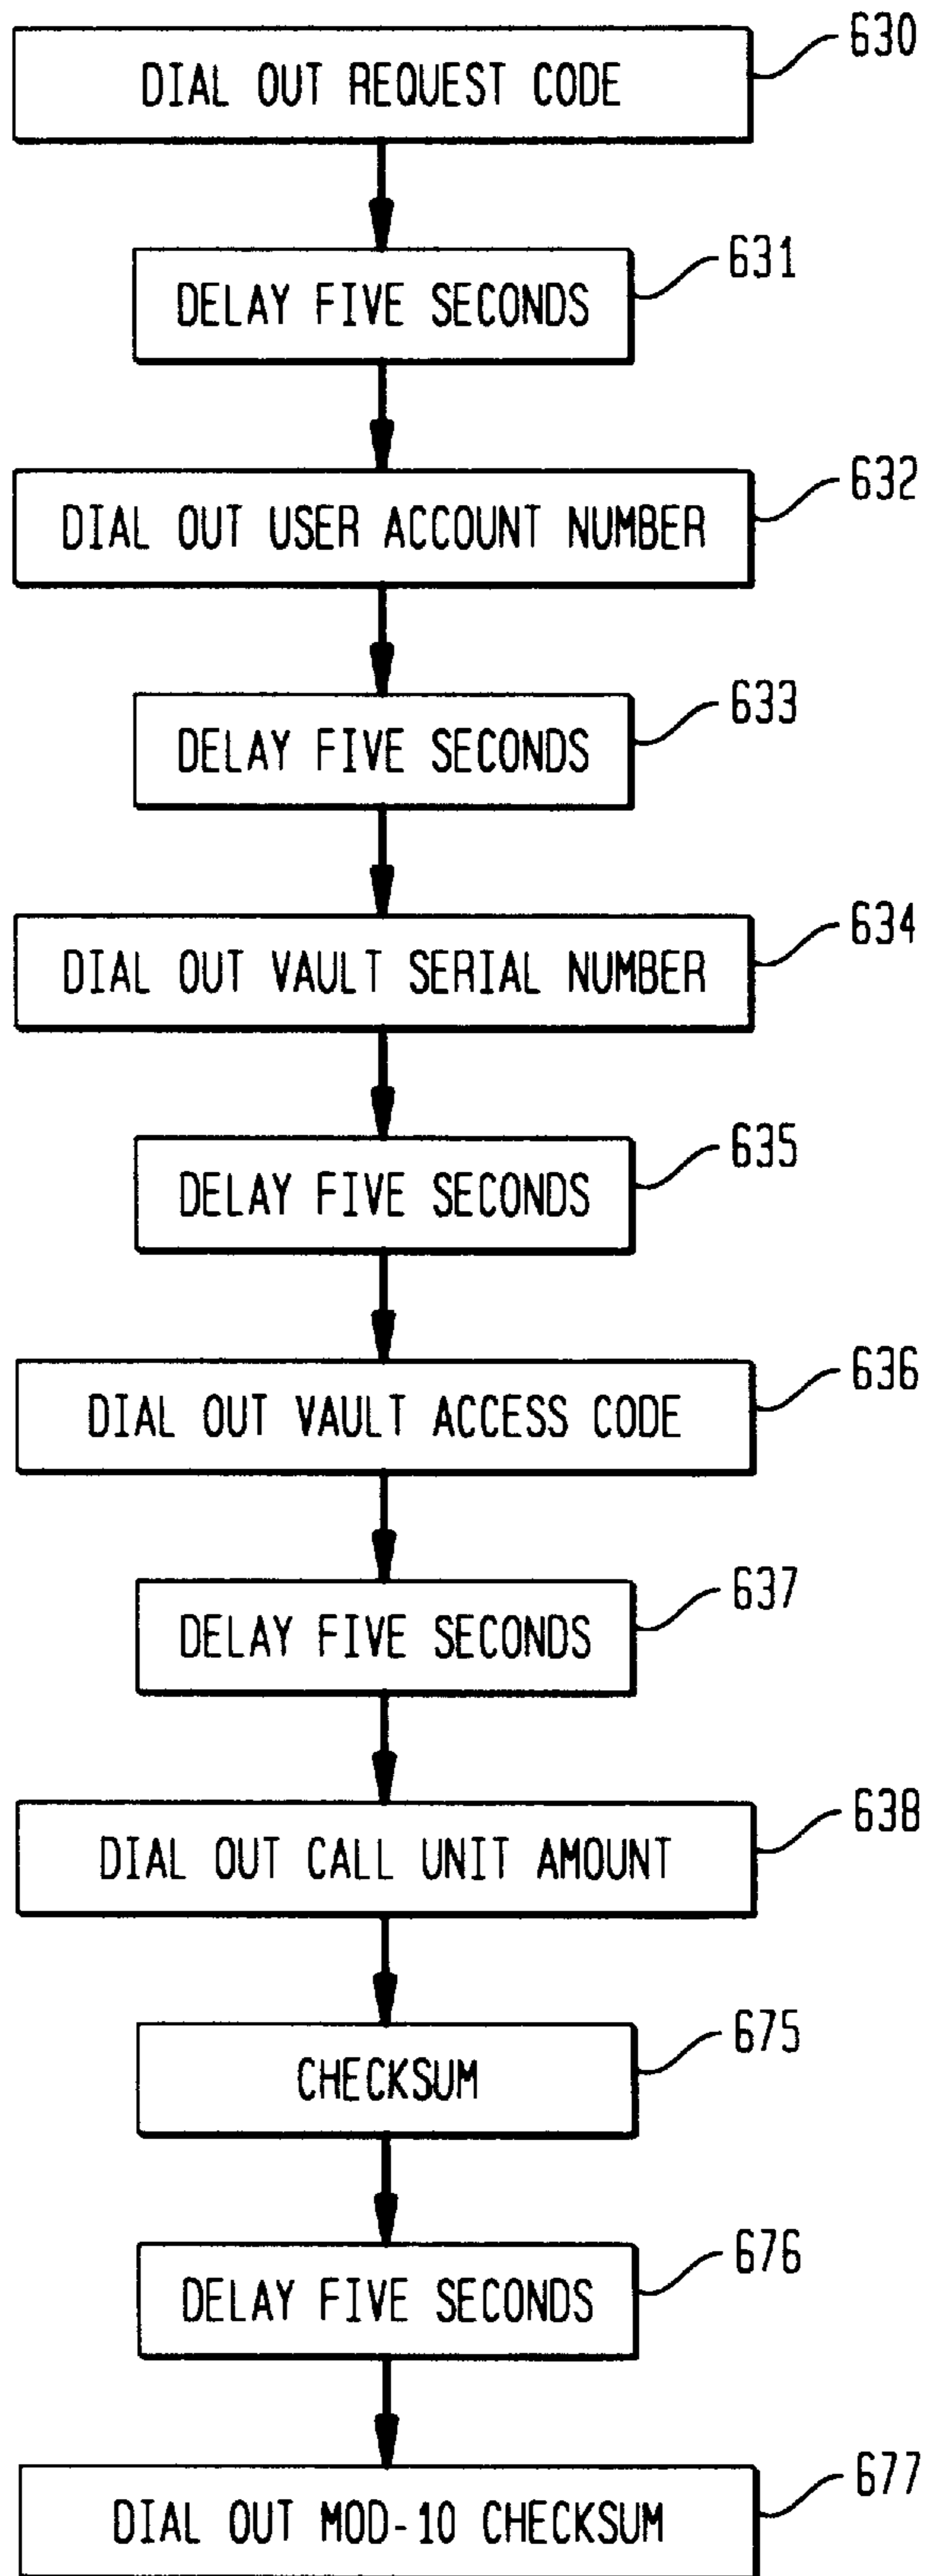 630
DIAL OUT REQUEST CODE
631
DELAY FIVE SECONDS
632
DIAL OUT USER ACCOUNT NUMBER
633
DELAY FIVE SECONDS
634
DIAL OUT VAULT SERIAL NUMBER
635
DELAY FIVE SECONDS
636
DIAL OUT VAULT ACCESS CODE
637
DELAY FIVE SECONDS
638
DIAL OUT CALL UNIT AMOUNT
675
CHECKSUM
676
DELAY FIVE SECONDS
677
DIAL OUT MOD-10 CHECKSUM